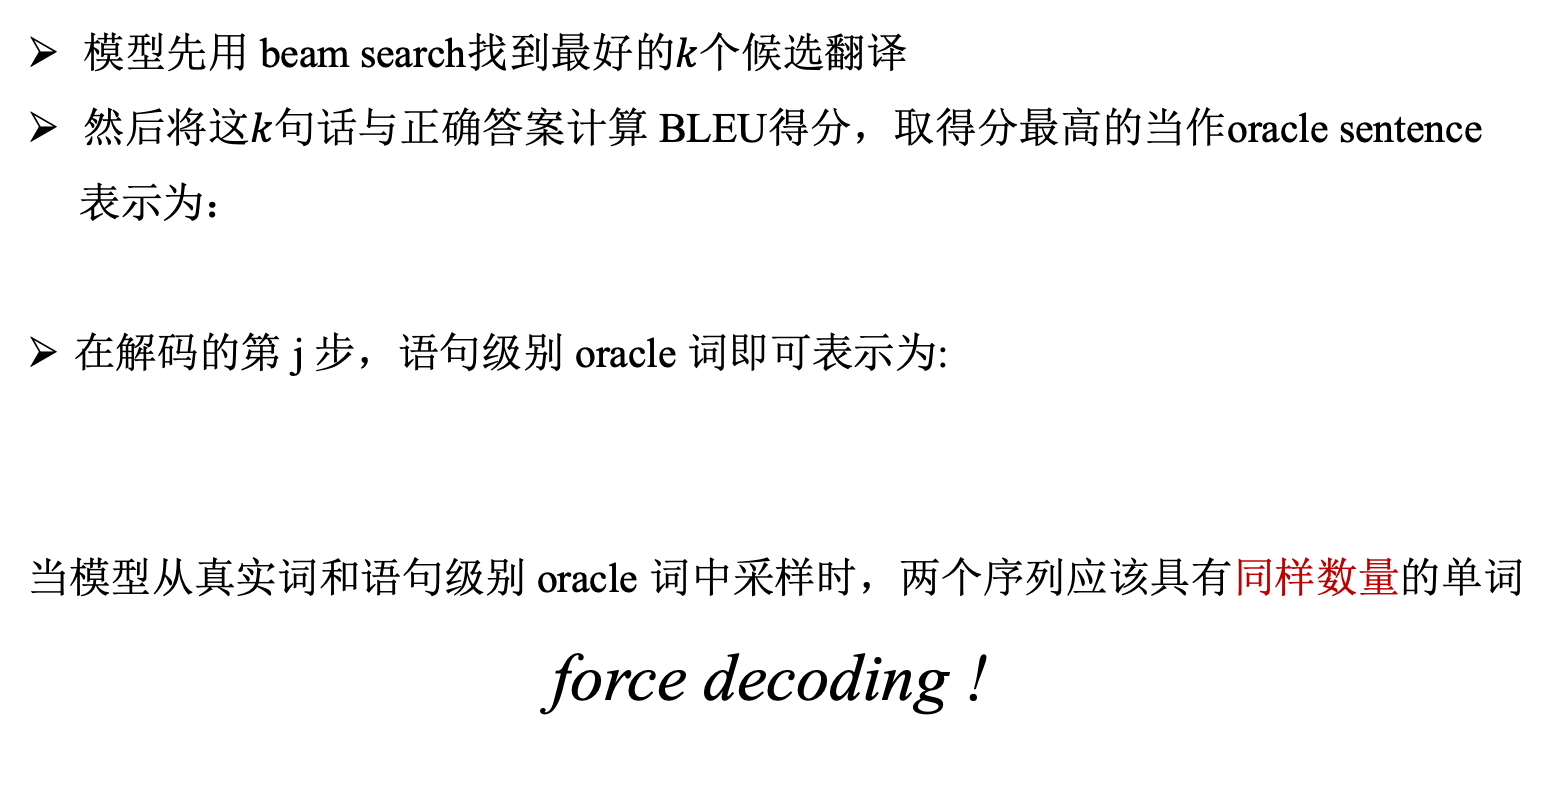 ➢ 模型先用 beam search找到最好的k个候选翻译
➢ 然后将这k句话与正确答案计算 BLEU得分，取得分最高的当作oracle sentence
表示为：
➢ 在解码的第 j 步，语句级别 oracle 词即可表示为:
当模型从真实词和语句级别 oracle 词中采样时，两个序列应该具有同样数量的单词
force decoding !